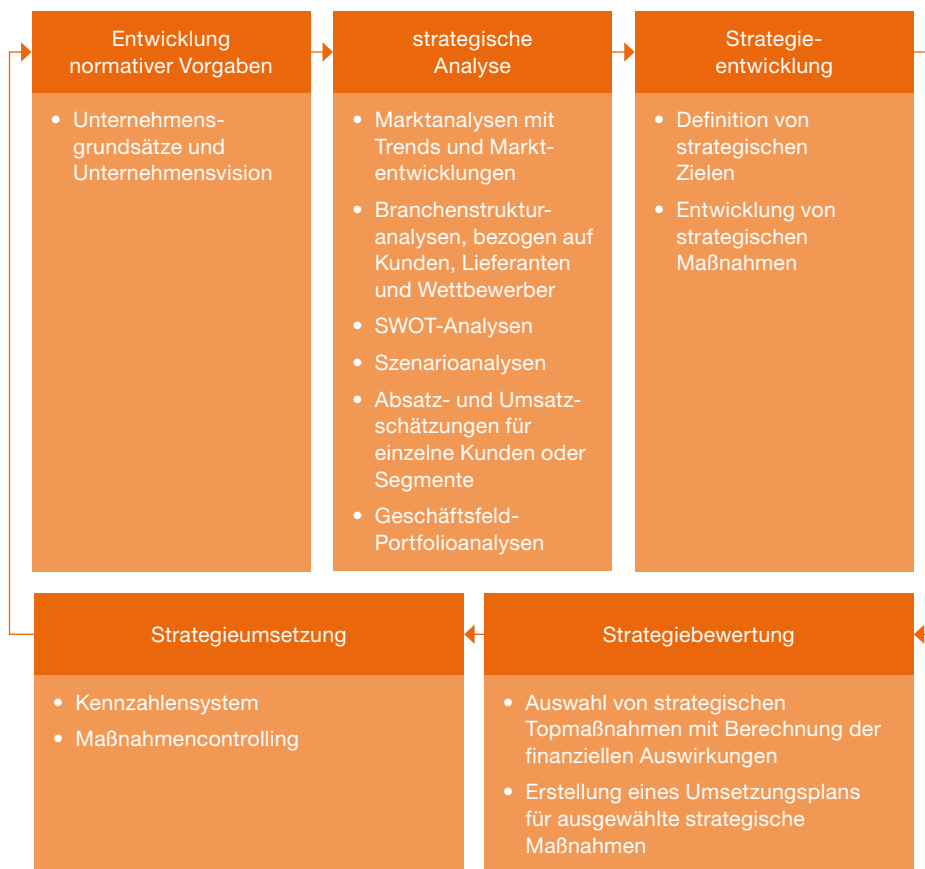 Entwicklung
normativer Vorgaben
• Unternehmens-
grundsätze und
Unternehmensvision
strategische
Analyse
• Marktanalysen mit
Trends und Markt-
entwicklungen
• Branchenstruktur-
analysen, bezogen auf
Kunden, Lieferanten
und Wettbewerber
• SWOT-Analysen
• Szenarioanalysen
• Absatz- und Umsatz-
schätzungen für
einzelne Kunden oder
Segmente
• Geschäftsfeld-
Portfolioanalysen
Strategie-
entwicklung
• Definition von
strategischen
Zielen
• Entwicklung von
strategischen
Maßnahmen
Strategiebewertung
• Auswahl von strategischen
Topmaßnahmen mit Berechnung der
finanziellen Auswirkungen
• Erstellung eines Umsetzungsplans
für ausgewählte strategische
Maßnahmen
Strategieumsetzung
• Kennzahlensystem
• Maßnahmencontrolling